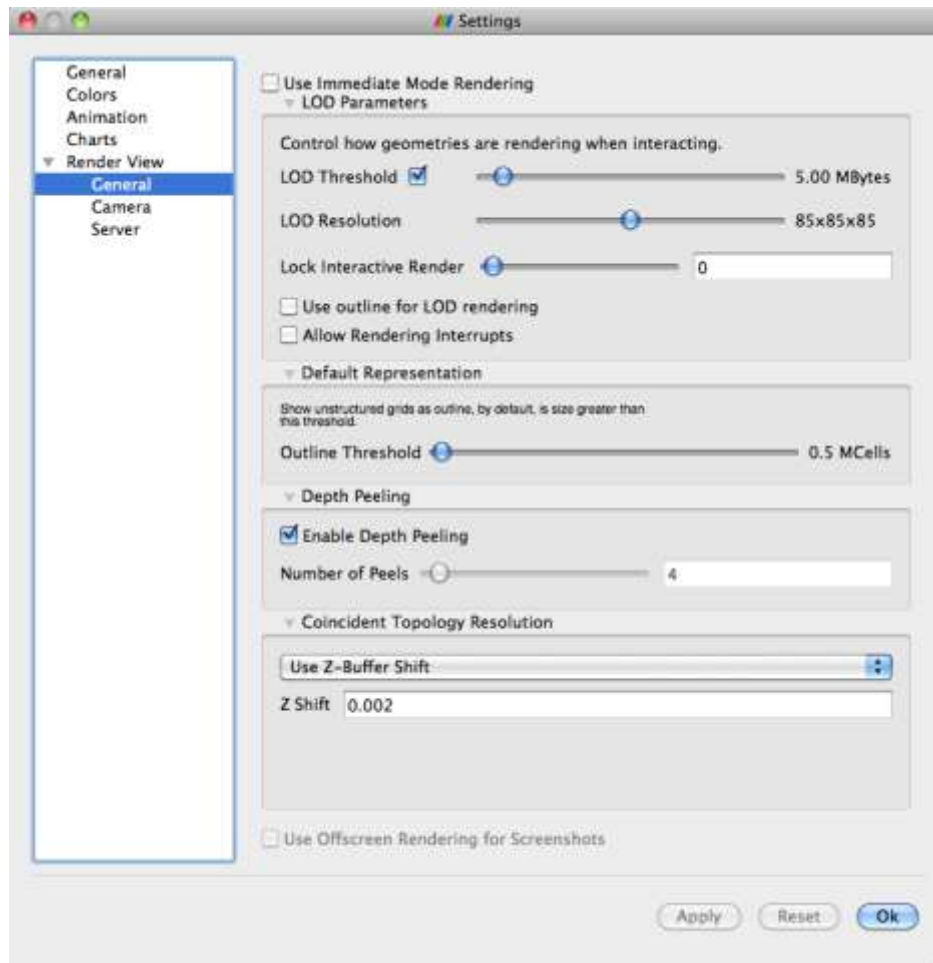 Settings
General
Colors
Animation
Charts
Render View
General
Camera
Server
Use Immediate Mode Rendering
LOD Parameters
Control how geometries are rendering when interacting.
LOD Threshold 5.00 MBytes
LOD Resolution 85x85x85
Lock Interactive Render 0
Use outline for LOD rendering
Allow Rendering Interrupts
Default Representation
Show unstructured grids as outline, by default, is size greater than
this threshold.
Outline Threshold 0.5 MCells
Depth Peeling
Enable Depth Peeling
Number of Peels 4
Coincident Topology Resolution
Use Z-Buffer Shift
Z Shift 0.002
Use Offscreen Rendering for Screenshots
Apply Reset Ok